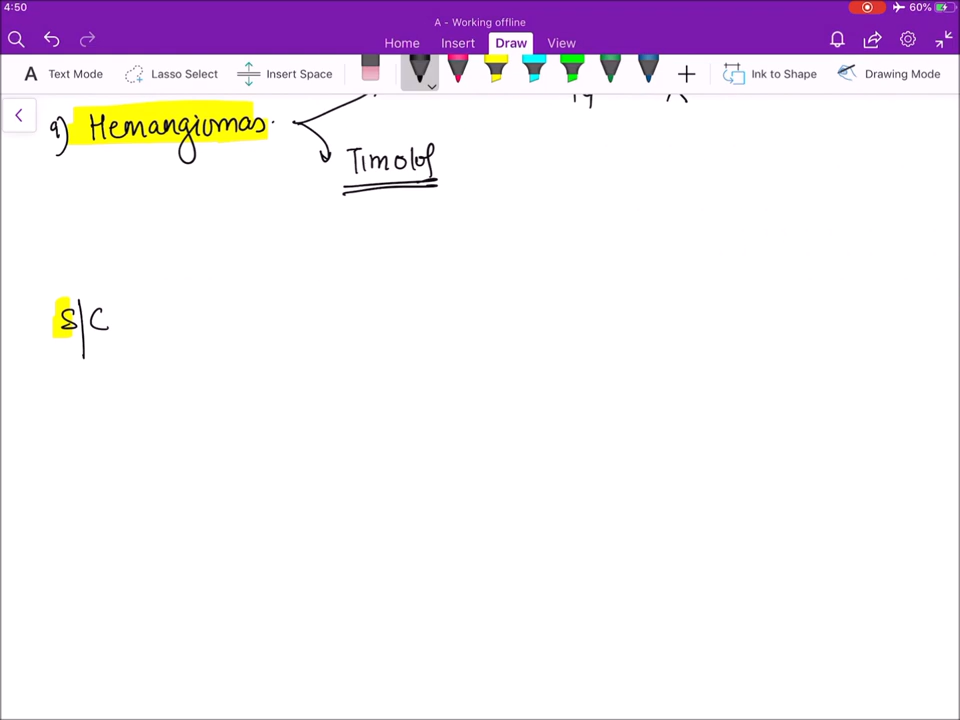 4:50
60%
A - Working offline
Home Insert Draw View
A Text Mode Lasso Select Insert Space Ink to Shape Drawing Mode
9) Hemangiomas.
Timolol
S|C